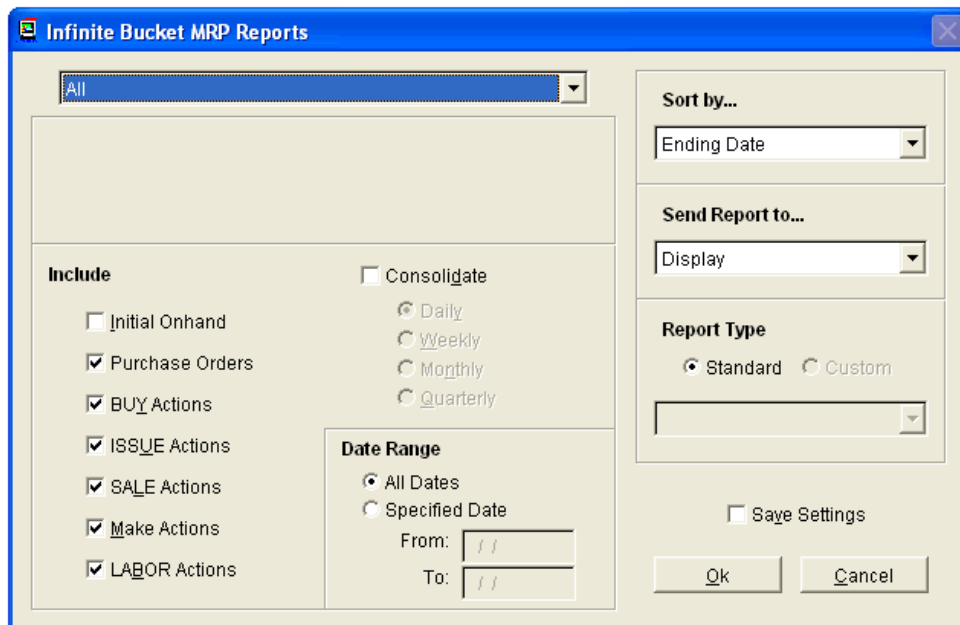 Infinite Bucket MRP Reports
All
Include
Initial Onhand
Purchase Orders
BUY Actions
ISSUE Actions
SALE Actions
Make Actions
LABOR Actions
Consolidate
Daily
Weekly
Monthly
Quarterly
Date Range
All Dates
Specified Date
From: / /
To: / /
Sort by...
Ending Date
Send Report to...
Display
Report Type
Standard Custom
Save Settings
Ok Cancel